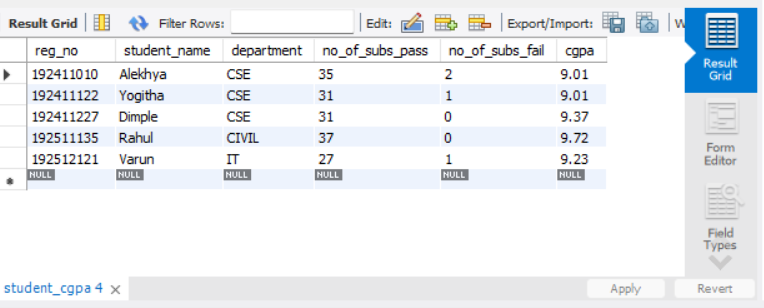 Result Grid Filter Rows: Edit: Export/Import: W
reg_no student_name department no_of_subs_pass no_of_subs_fail cgpa
192411010 Alekhya CSE 35 2 9.01
192411122 Yogitha CSE 31 1 9.01
192411227 Dimple CSE 31 0 9.37
192511135 Rahul CIVIL 37 0 9.72
192512121 Varun IT 27 1 9.23
NULL NULL NULL NULL NULL NULL
Result
Grid
Form
Editor
Field
Types
student_cgpa 4 Apply Revert